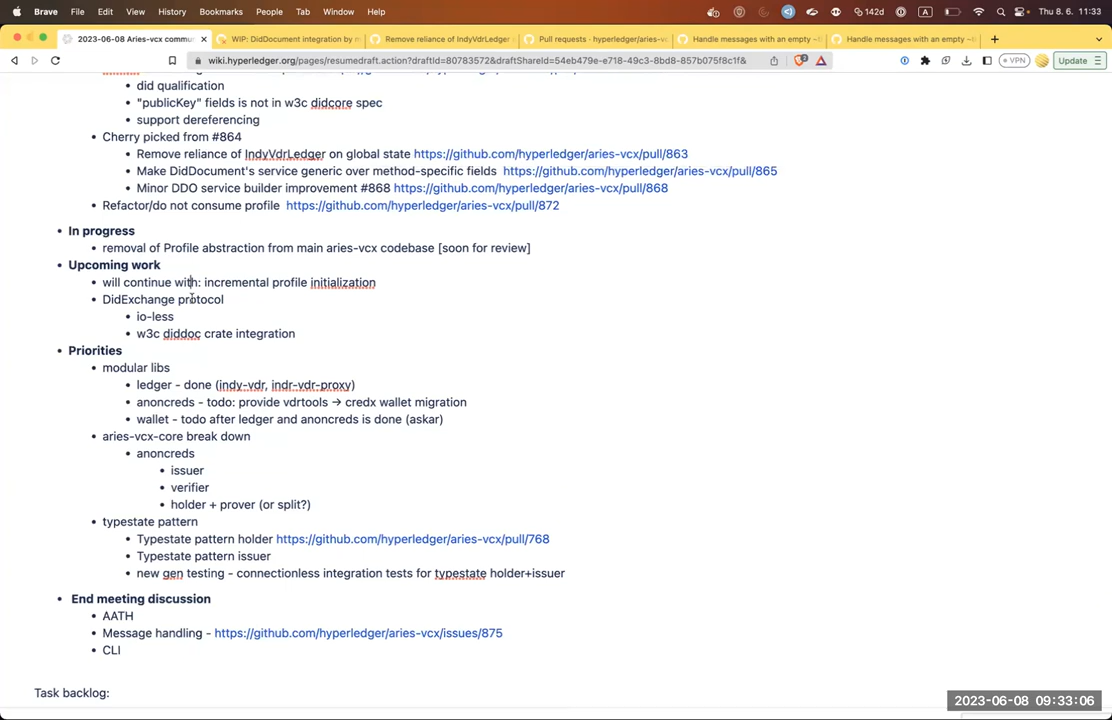 Brave File Edit View History Bookmarks People Tab Window Help 142d A Thu 8. 6. 11:33
2023-06-08 Aries-vcx commu WIP: DidDocument integration by m Remove reliance of IndyVdrLedger Pull requests · hyperledger/aries-vc Handle messages with an empty ~t Handle messages with an empty ~t
wiki.hyperledger.org/pages/resumedraft.action?draftId=80783572&draftShareId=54eb479e-e718-49c3-8bd8-857b075f8c1f& VPN Update
did qualification
"publicKey" fields is not in w3c didcore spec
support dereferencing
Cherry picked from #864
Remove reliance of IndyVdrLedger on global state https://github.com/hyperledger/aries-vcx/pull/863
Make DidDocument's service generic over method-specific fields https://github.com/hyperledger/aries-vcx/pull/865
Minor DDO service builder improvement #868 https://github.com/hyperledger/aries-vcx/pull/868
Refactor/do not consume profile https://github.com/hyperledger/aries-vcx/pull/872
In progress
removal of Profile abstraction from main aries-vcx codebase [soon for review]
Upcoming work
will continue with: incremental profile initialization
DidExchange protocol
io-less
w3c diddoc crate integration
Priorities
modular libs
ledger - done (indy-vdr, indr-vdr-proxy)
anoncreds - todo: provide vdrtools → credx wallet migration
wallet - todo after ledger and anoncreds is done (askar)
aries-vcx-core break down
anoncreds
issuer
verifier
holder + prover (or split?)
typestate pattern
Typestate pattern holder https://github.com/hyperledger/aries-vcx/pull/768
Typestate pattern issuer
new gen testing - connectionless integration tests for typestate holder+issuer
End meeting discussion
AATH
Message handling - https://github.com/hyperledger/aries-vcx/issues/875
CLI
Task backlog:
2023-06-08 09:33:06